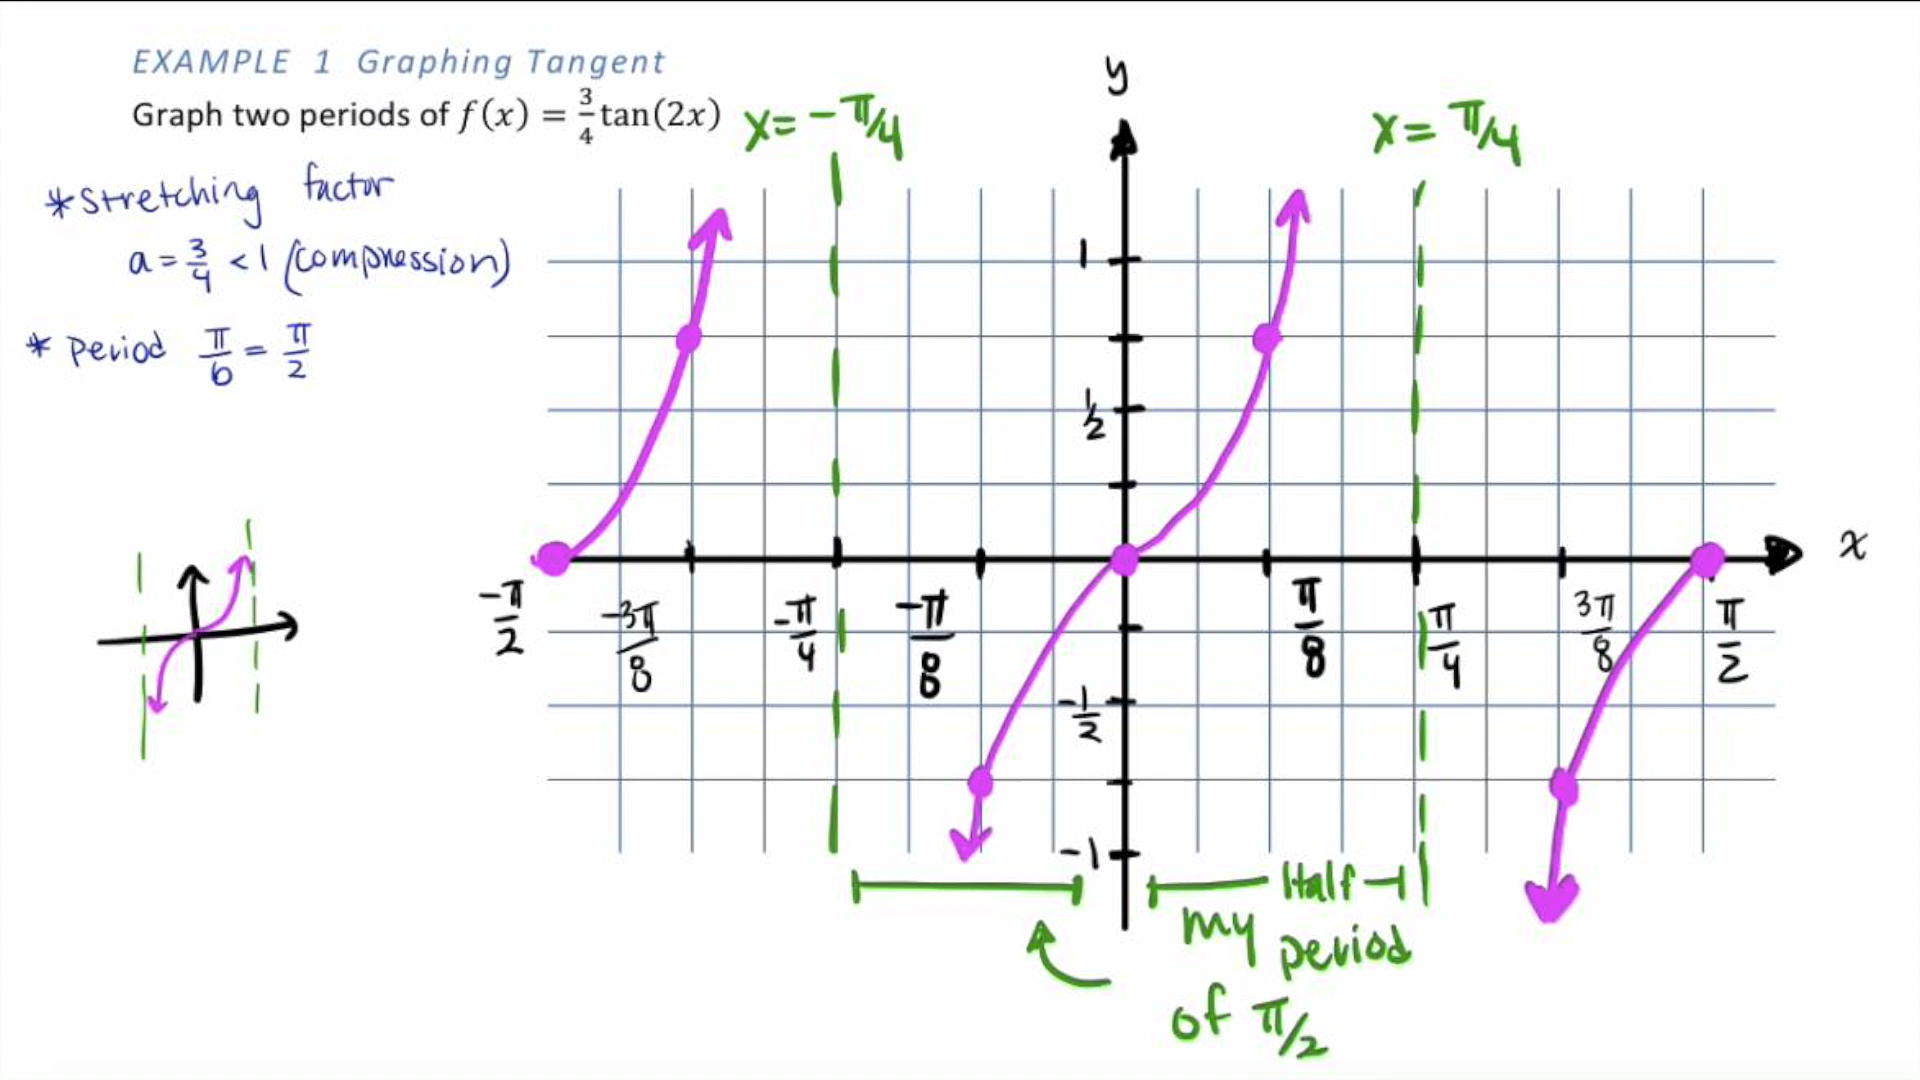 EXAMPLE 1 Graphing Tangent
Graph two periods of f(x) = 3/4 tan(2x)
*Stretching factor
a = 3/4 < 1 (compression)
* Period π/b = π/2
x = -π/4
y
x = π/4
1
1/2
x
-π/2
-3π/8
-π/4
-π/8
π/8
π/4
3π/8
π/2
-1/2
-1
Half
my period
of π/2